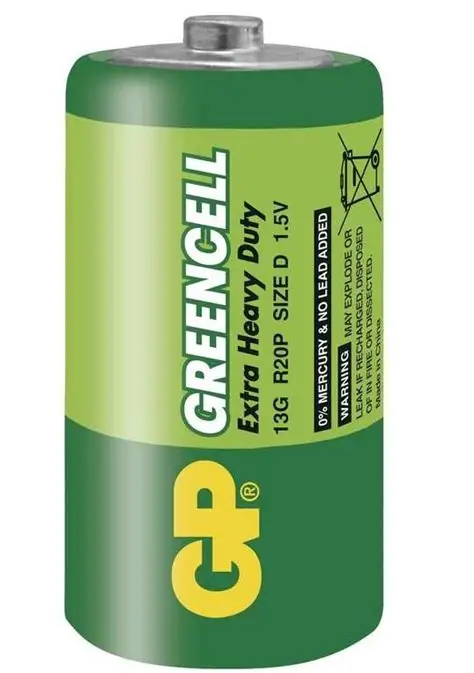 GP®
GREENCELL
Extra Heavy Duty
13G R20P SIZE D 1.5V
0% MERCURY & NO LEAD ADDED
WARNING MAY EXPLODE OR
LEAK IF RECHARGED, DISPOSED
OF IN FIRE OR DISSECTED.
Made in China